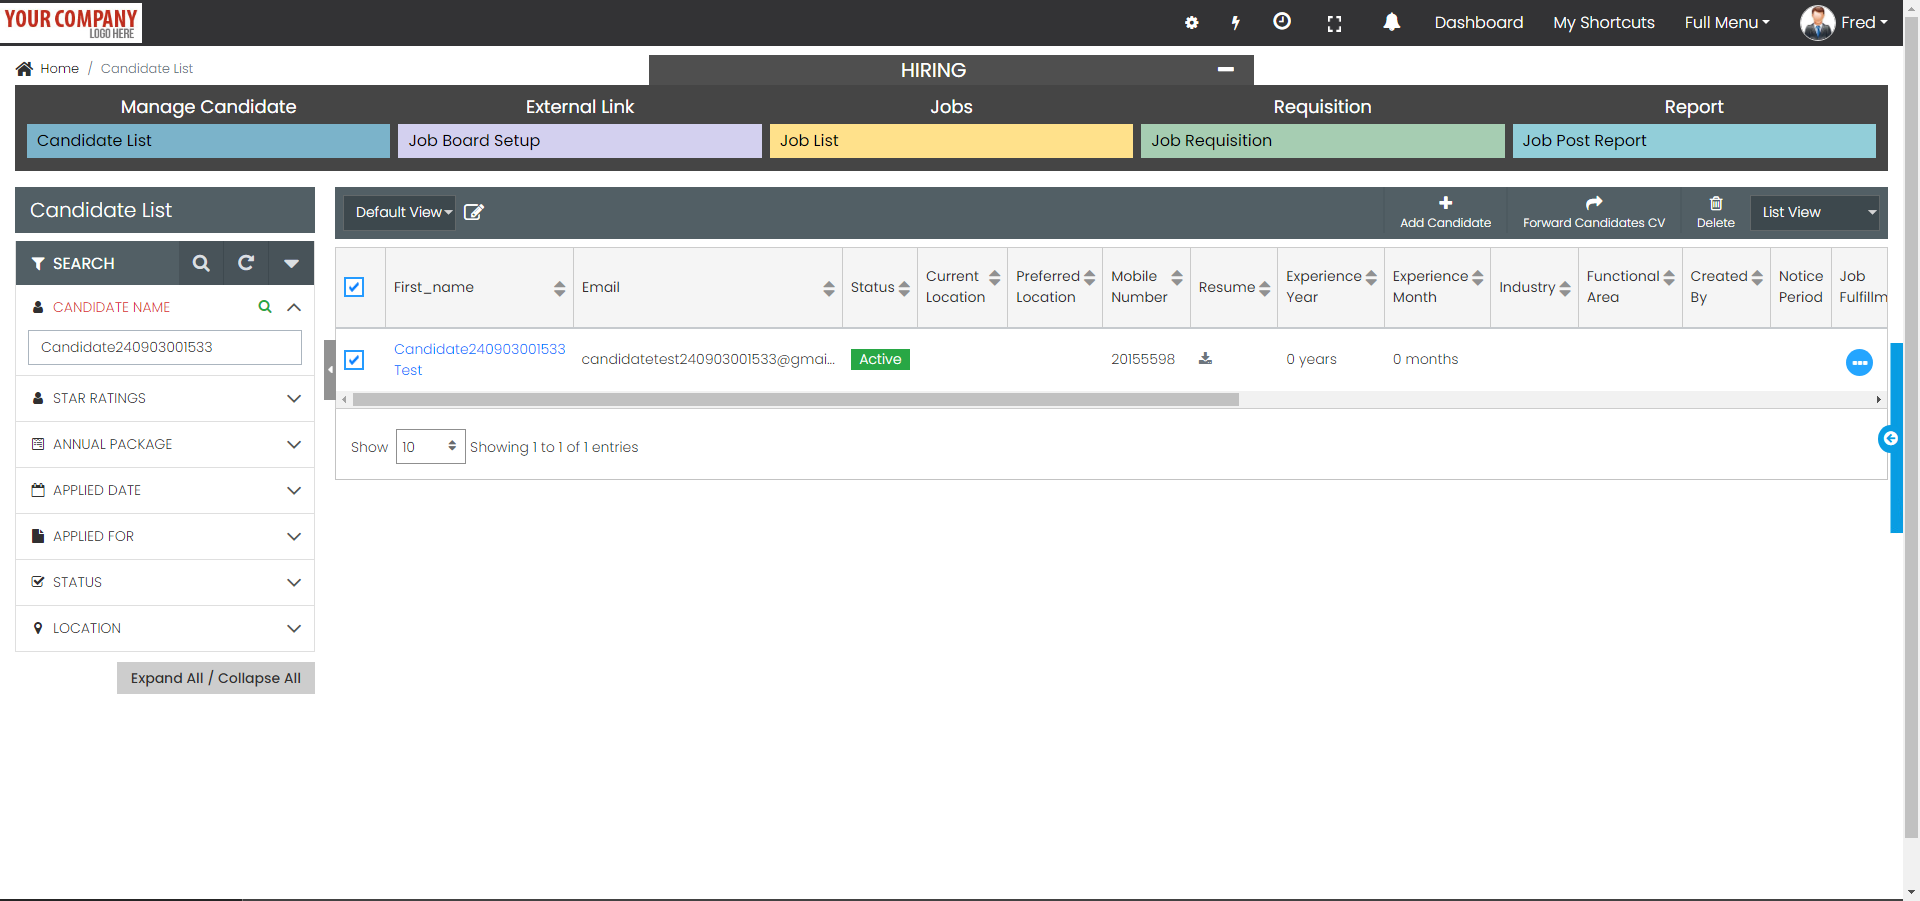 YOUR COMPANY
LOGO HERE
Dashboard
My Shortcuts
Full Menu
Fred
Home / Candidate List
HIRING
Manage Candidate
External Link
Jobs
Requisition
Report
Candidate List
Job Board Setup
Job List
Job Requisition
Job Post Report
Candidate List
SEARCH
CANDIDATE NAME
Candidate240903001533
STAR RATINGS
ANNUAL PACKAGE
APPLIED DATE
APPLIED FOR
STATUS
LOCATION
Expand All / Collapse All
Default View
Add Candidate
Forward Candidates CV
Delete
List View
First_name
Email
Status
Current
Location
Preferred
Location
Mobile
Number
Resume
Experience
Year
Experience
Month
Industry
Functional
Area
Created
By
Notice
Period
Job
Fulfillm
Candidate240903001533
Test
candidatetest240903001533@gmai...
Active
20155598
0 years
0 months
Show 10 Showing 1 to 1 of 1 entries